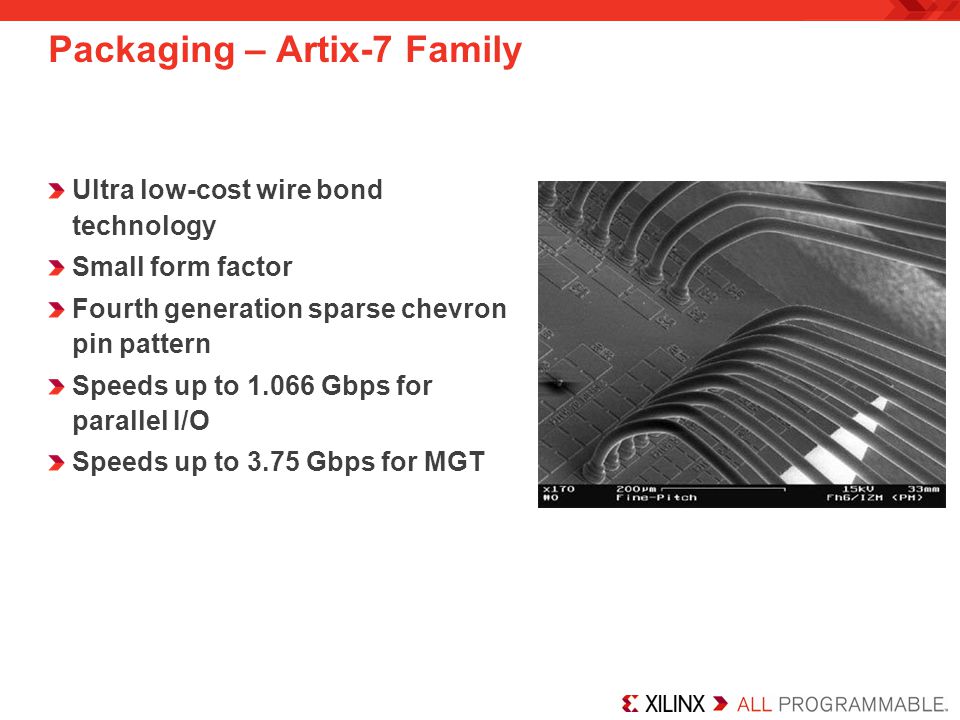 Packaging – Artix-7 Family
Ultra low-cost wire bond
technology
Small form factor
Fourth generation sparse chevron
pin pattern
Speeds up to 1.066 Gbps for
parallel I/O
Speeds up to 3.75 Gbps for MGT
x170 200µm 15kV 33mm
#0 Fine-Pitch FhG/IZM (PM)
XILINX ALL PROGRAMMABLE™